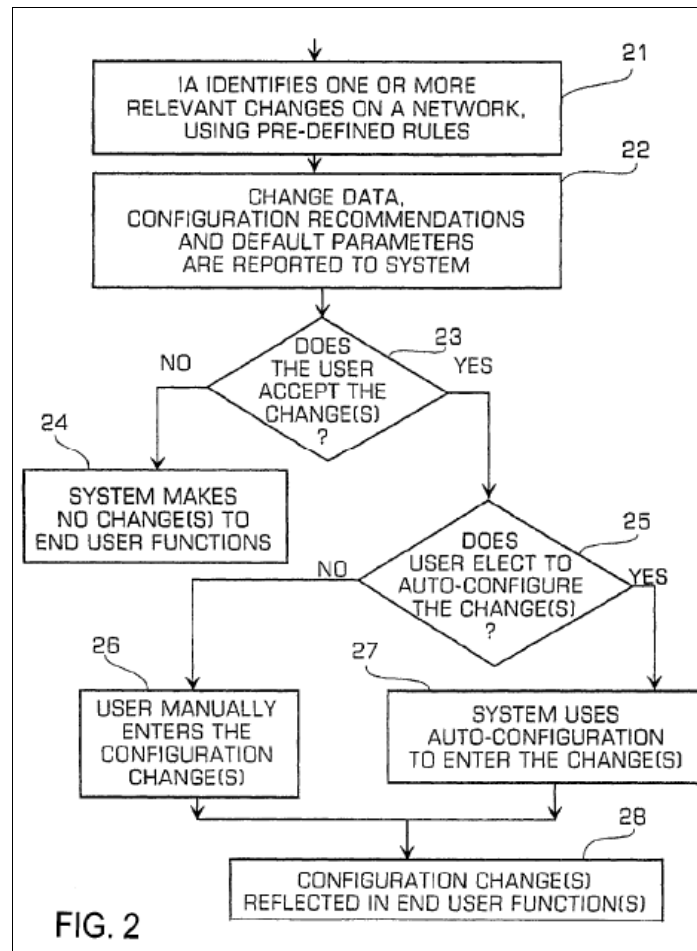 21
IA IDENTIFIES ONE OR MORE
RELEVANT CHANGES ON A NETWORK,
USING PRE-DEFINED RULES
22
CHANGE DATA,
CONFIGURATION RECOMMENDATIONS
AND DEFAULT PARAMETERS
ARE REPORTED TO SYSTEM
23
DOES
THE USER
ACCEPT THE
CHANGE(S)
?
NO
YES
24
SYSTEM MAKES
NO CHANGE(S) TO
END USER FUNCTIONS
25
DOES
USER ELECT TO
AUTO-CONFIGURE
THE CHANGE(S)
?
NO
YES
26
USER MANUALLY
ENTERS THE
CONFIGURATION
CHANGE(S)
27
SYSTEM USES
AUTO-CONFIGURATION
TO ENTER THE CHANGE(S)
28
CONFIGURATION CHANGE(S)
REFLECTED IN END USER FUNCTION(S)
FIG. 2